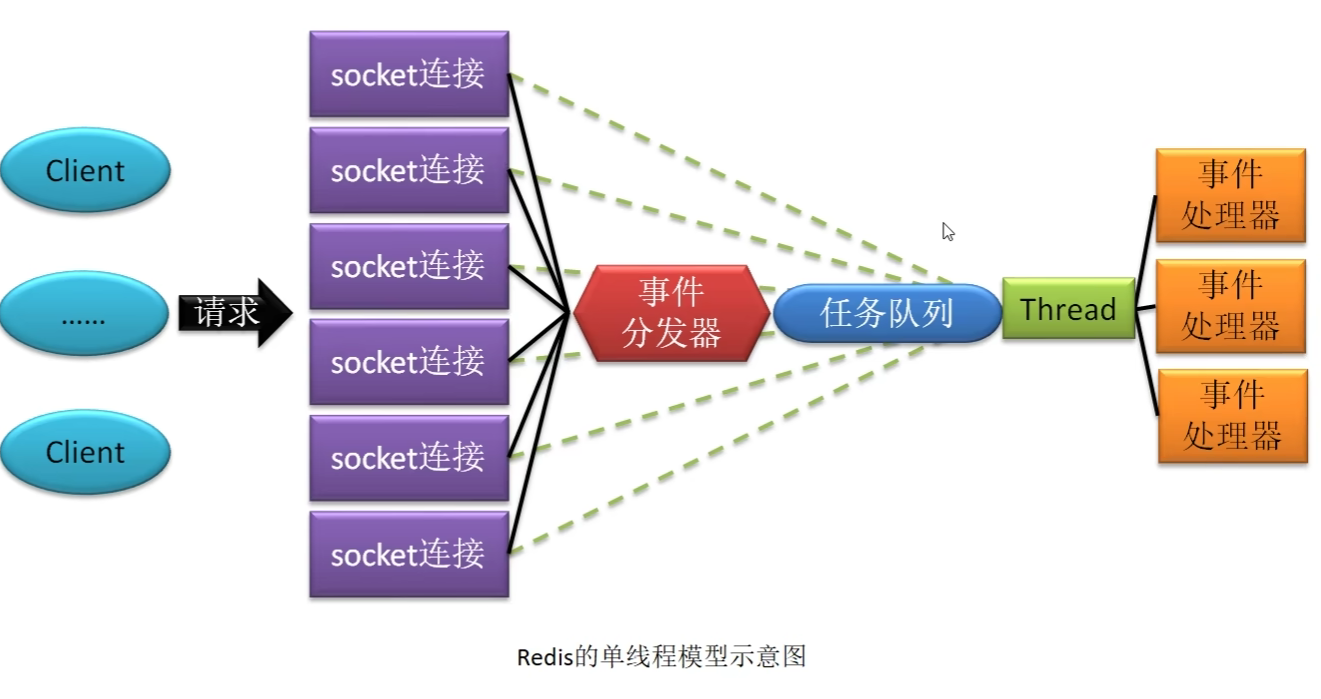 Client
......
Client
请求
socket连接
socket连接
socket连接
socket连接
socket连接
socket连接
事件
分发器
任务队列
Thread
事件
处理器
事件
处理器
事件
处理器
Redis的单线程模型示意图